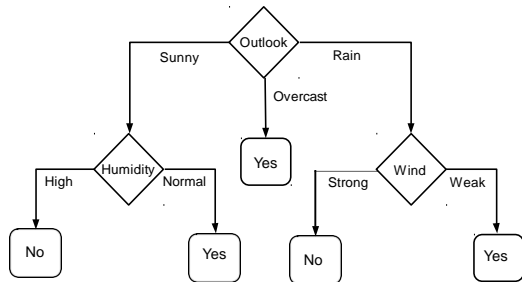 Outlook
Sunny
Rain
Overcast
Yes
Humidity
Wind
High
Normal
Strong
Weak
No
Yes
No
Yes